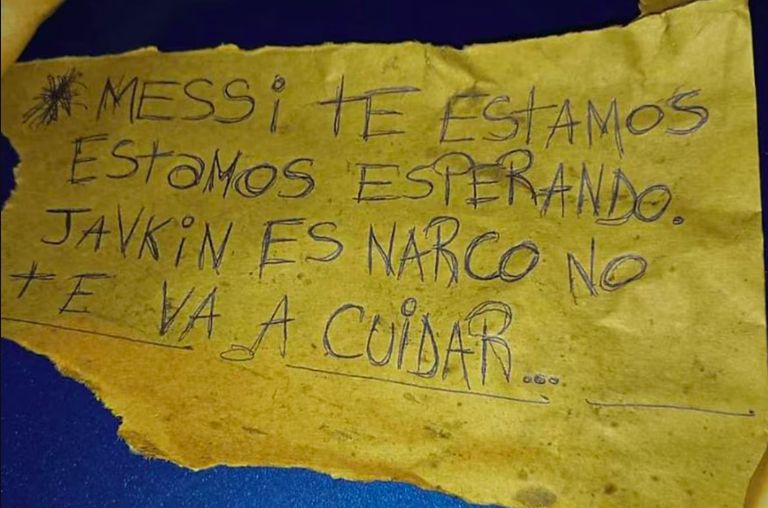 * MESSi tE EStAMOS
EStaMOS ESPERANDO.
JAVKiN ES NARCO NO
tE VA A CUiDAR...